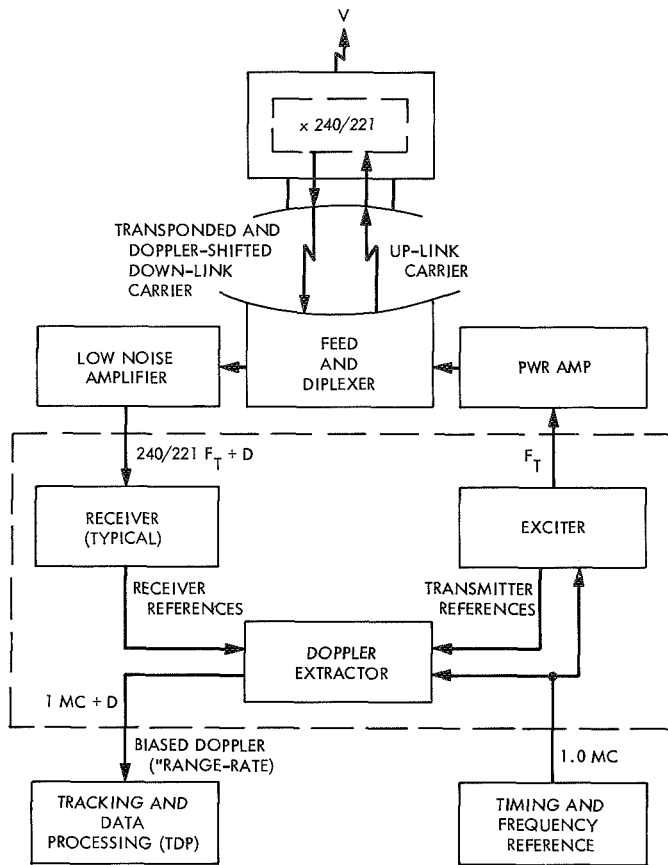 V
x 240/221
TRANSPONDED AND
DOPPLER-SHIFTED
DOWN-LINK
CARRIER
UP-LINK
CARRIER
LOW NOISE
AMPLIFIER
FEED
AND
DIPLEXER
PWR AMP
240/221 F_T + D
F_T
RECEIVER
(TYPICAL)
EXCITER
RECEIVER
REFERENCES
TRANSMITTER
REFERENCES
DOPPLER
EXTRACTOR
1 MC + D
BIASED DOPPLER
("RANGE-RATE)
1.0 MC
TRACKING AND
DATA
PROCESSING (TDP)
TIMING AND
FREQUENCY
REFERENCE